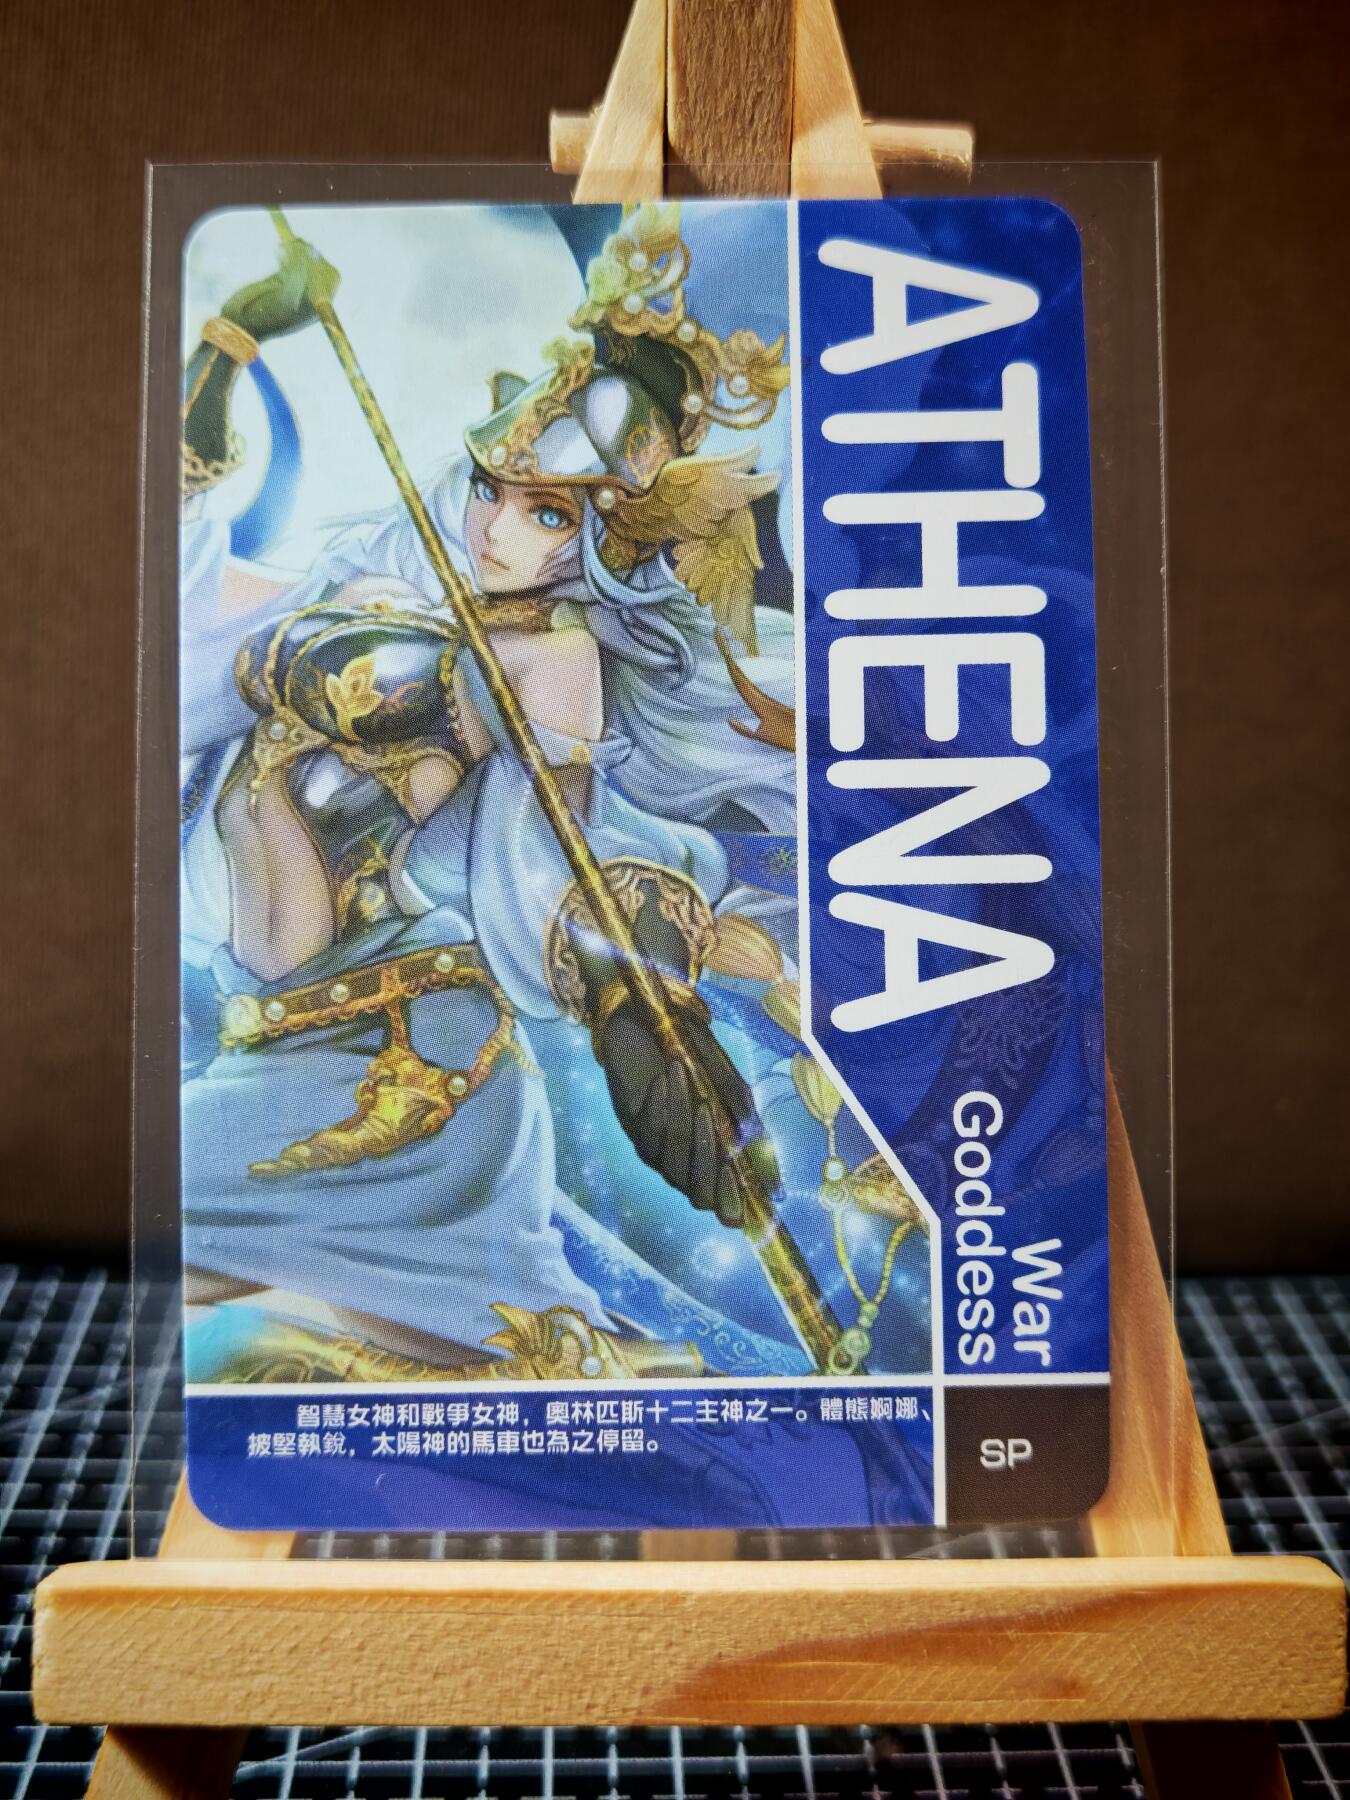 ATHENA
War
Goddess
智慧女神和戰爭女神，奧林匹斯十二主神之一。體態婀娜、
披堅執銳，太陽神的馬車也為之停留。
SP